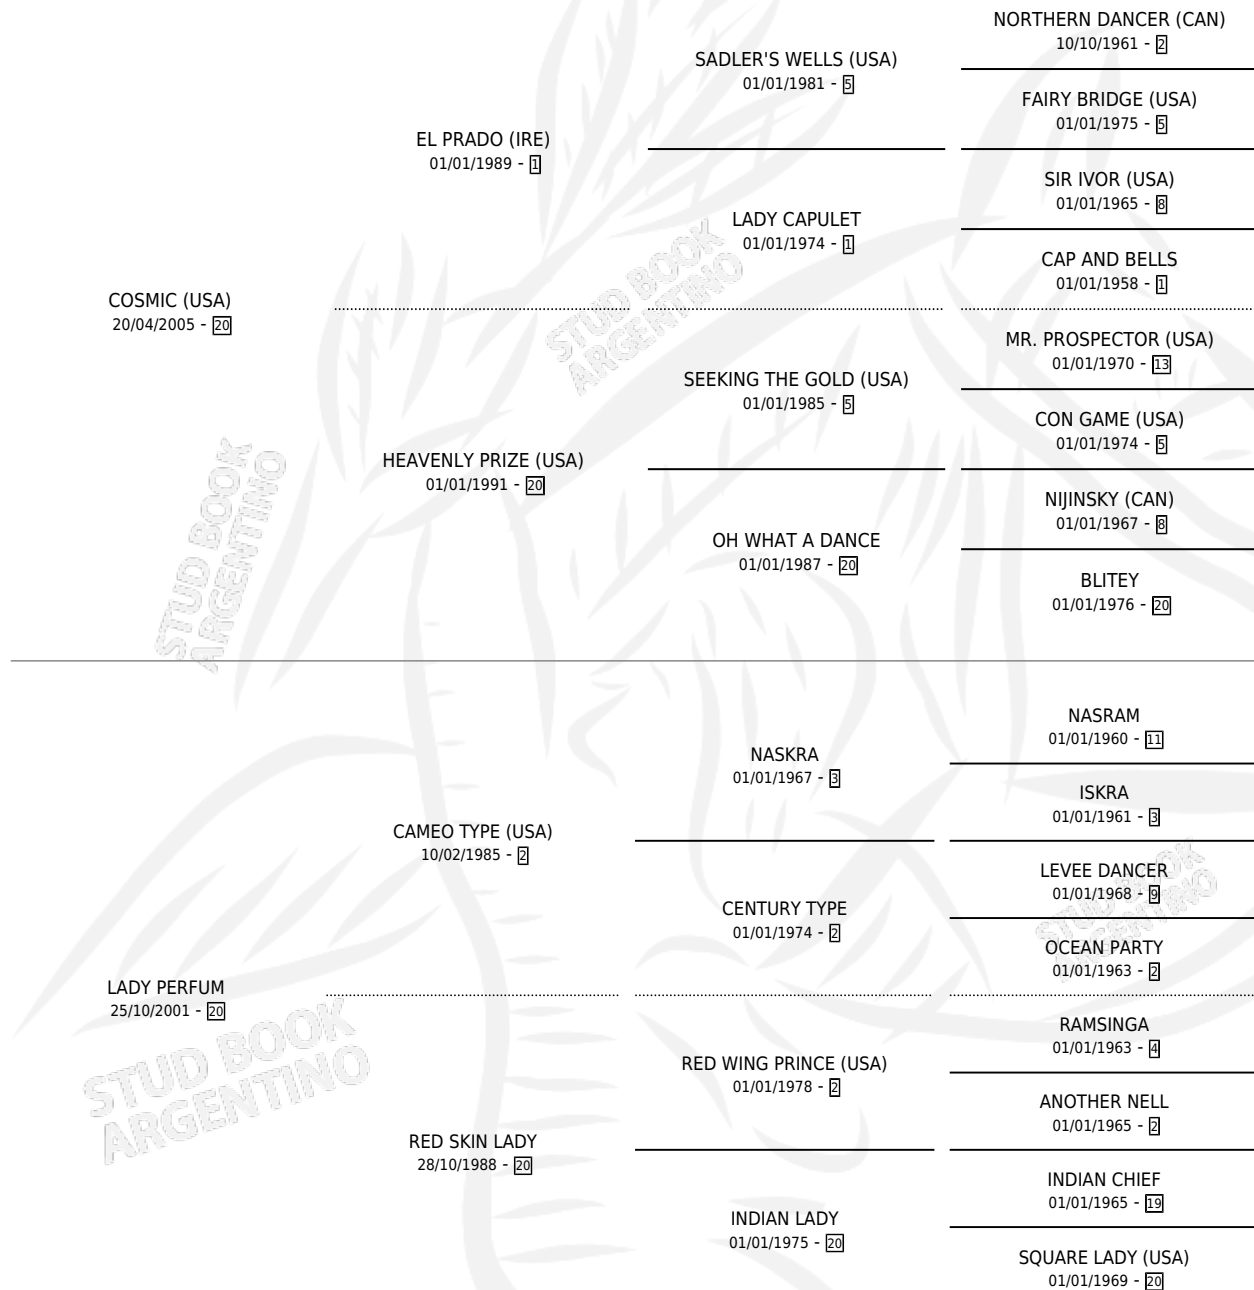 NORTHERN DANCER (CAN)
10/10/1961 - 2
SADLER'S WELLS (USA)
01/01/1981 - 5
FAIRY BRIDGE (USA)
01/01/1975 - 5
EL PRADO (IRE)
01/01/1989 - 1
SIR IVOR (USA)
01/01/1965 - 8
LADY CAPULET
01/01/1974 - 1
CAP AND BELLS
01/01/1958 - 1
COSMIC (USA)
20/04/2005 - 20
MR. PROSPECTOR (USA)
01/01/1970 - 13
SEEKING THE GOLD (USA)
01/01/1985 - 5
CON GAME (USA)
01/01/1974 - 5
HEAVENLY PRIZE (USA)
01/01/1991 - 20
NIJINSKY (CAN)
01/01/1967 - 8
OH WHAT A DANCE
01/01/1987 - 20
BLITEY
01/01/1976 - 20
NASRAM
01/01/1960 - 11
NASKRA
01/01/1967 - 3
ISKRA
01/01/1961 - 3
CAMEO TYPE (USA)
10/02/1985 - 2
LEVEE DANCER
01/01/1968 - 9
CENTURY TYPE
01/01/1974 - 2
OCEAN PARTY
01/01/1963 - 2
LADY PERFUM
25/10/2001 - 20
RAMSINGA
01/01/1963 - 4
RED WING PRINCE (USA)
01/01/1978 - 2
ANOTHER NELL
01/01/1965 - 2
RED SKIN LADY
28/10/1988 - 20
INDIAN CHIEF
01/01/1965 - 19
INDIAN LADY
01/01/1975 - 20
SQUARE LADY (USA)
01/01/1969 - 20
STUD BOOK
ARGENTINO
STUD BOOK
ARGENTINO
STUD BOOK
ARGENTINO
STUD BOOK
ARGENTINO